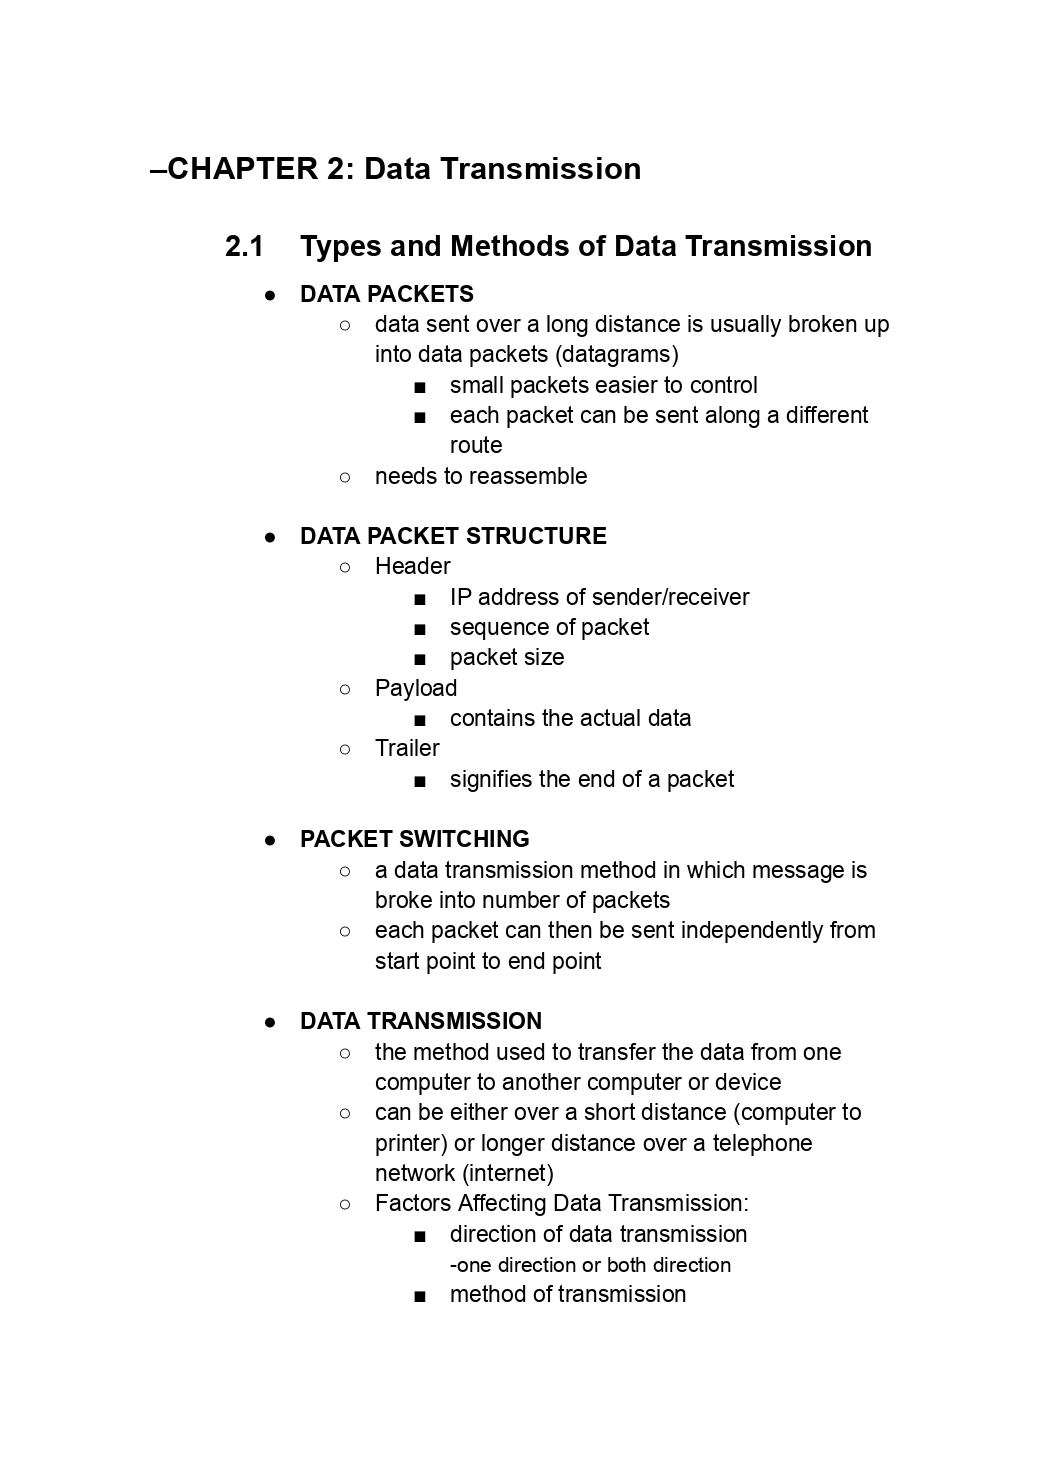 –CHAPTER 2: Data Transmission
2.1 Types and Methods of Data Transmission
● DATA PACKETS
○ data sent over a long distance is usually broken up
into data packets (datagrams)
■ small packets easier to control
■ each packet can be sent along a different
route
○ needs to reassemble
● DATA PACKET STRUCTURE
○ Header
■ IP address of sender/receiver
■ sequence of packet
■ packet size
○ Payload
■ contains the actual data
○ Trailer
■ signifies the end of a packet
● PACKET SWITCHING
○ a data transmission method in which message is
broke into number of packets
○ each packet can then be sent independently from
start point to end point
● DATA TRANSMISSION
○ the method used to transfer the data from one
computer to another computer or device
○ can be either over a short distance (computer to
printer) or longer distance over a telephone
network (internet)
○ Factors Affecting Data Transmission:
■ direction of data transmission
-one direction or both direction
■ method of transmission